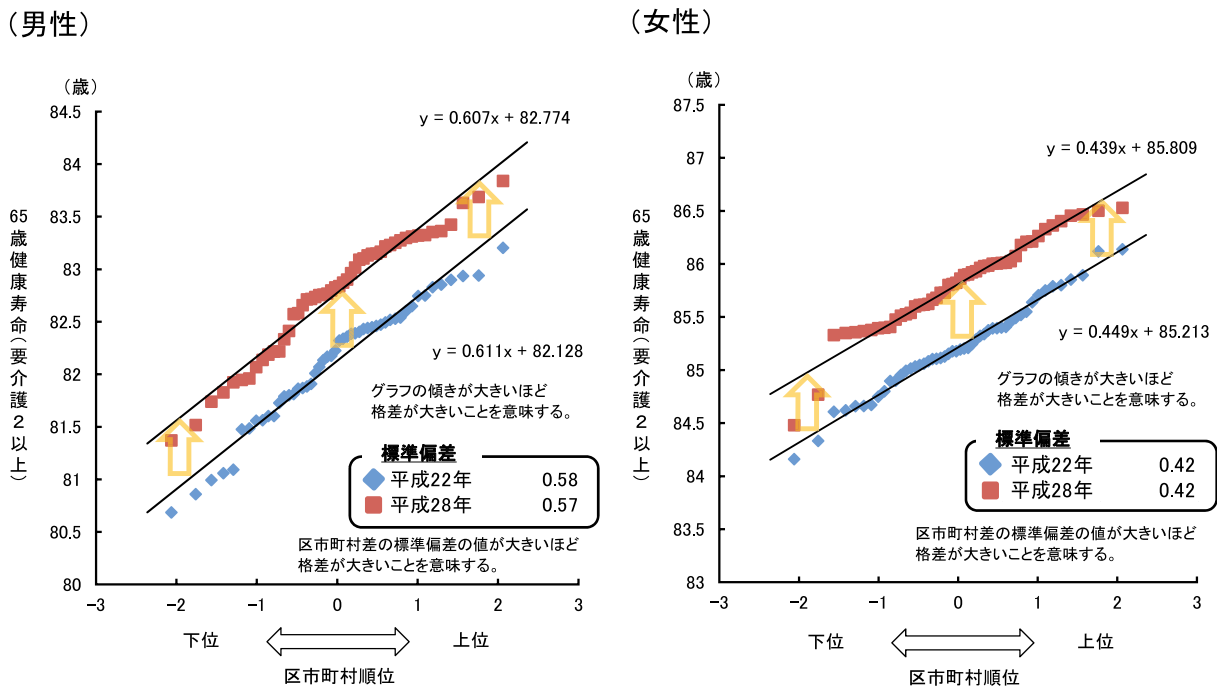 (男性)
(歳)
84.5
84
83.5
83
82.5
82
81.5
81
80.5
80
65歳健康寿命(要介護2以上)
y = 0.607x + 82.774
y = 0.611x + 82.128
グラフの傾きが大きいほど
格差が大きいことを意味する。
標準偏差
平成22年 0.58
平成28年 0.57
区市町村差の標準偏差の値が大きいほど
格差が大きいことを意味する。
−3 −2 −1 0 1 2 3
下位 上位
区市町村順位
(女性)
(歳)
87.5
87
86.5
86
85.5
85
84.5
84
83.5
83
65歳健康寿命(要介護2以上)
y = 0.439x + 85.809
y = 0.449x + 85.213
グラフの傾きが大きいほど
格差が大きいことを意味する。
標準偏差
平成22年 0.42
平成28年 0.42
区市町村差の標準偏差の値が大きいほど
格差が大きいことを意味する。
−3 −2 −1 0 1 2 3
下位 上位
区市町村順位